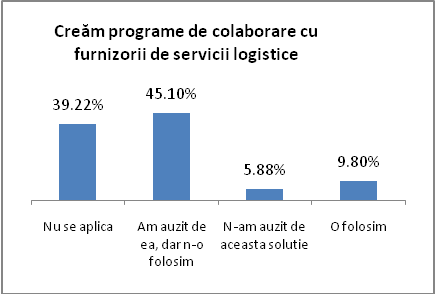 Creăm programe de colaborare cu
furnizorii de servicii logistice
39.22%
45.10%
5.88%
9.80%
Nu se aplica
Am auzit de
ea, dar n-o
folosim
N-am auzit de
aceasta solutie
O folosim